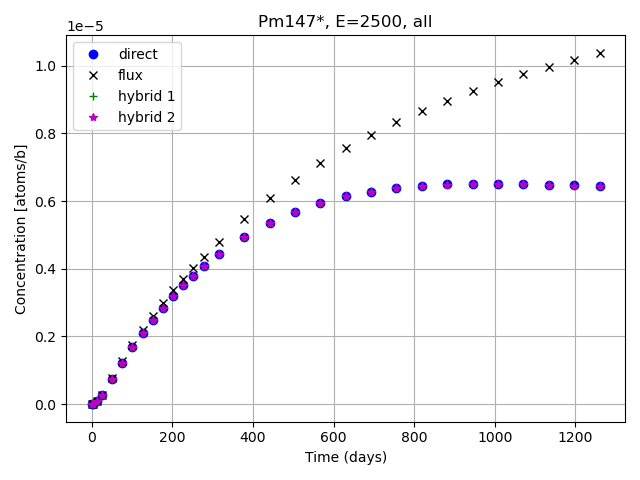 Pm147*, E=2500, all
1e−5
direct
flux
hybrid 1
hybrid 2
1.0
0.8
0.6
0.4
0.2
0.0
Concentration [atoms/b]
0 200 400 600 800 1000 1200
Time (days)